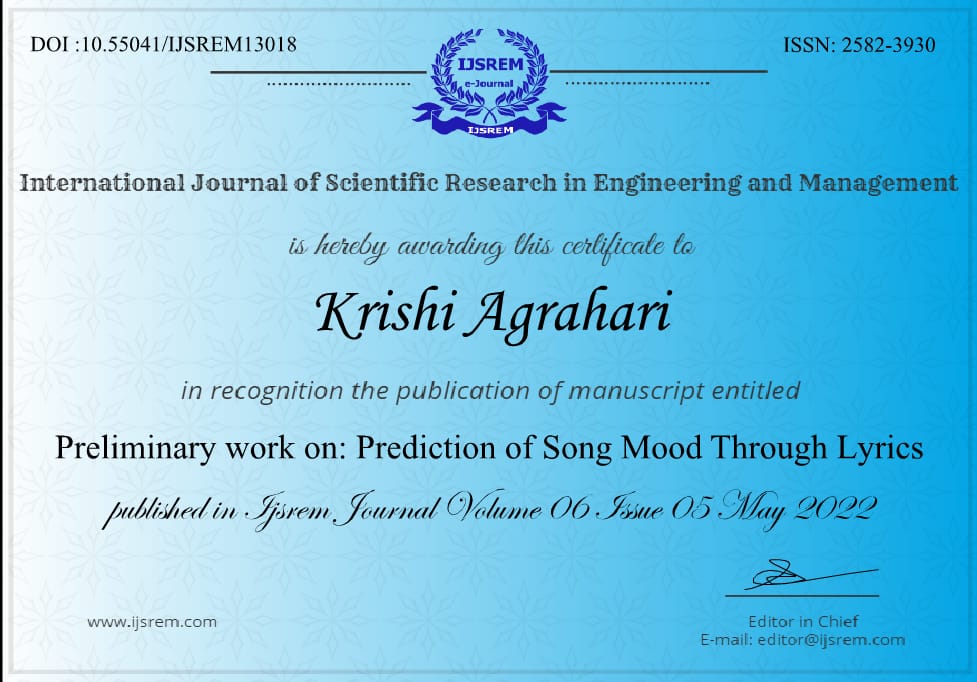 DOI :10.55041/IJSREM13018
ISSN: 2582-3930
IJSREM
e-Journal
IJSREM
International Journal of Scientific Research in Engineering and Management
is hereby awarding this certificate to
Krishi Agrahari
in recognition the publication of manuscript entitled
Preliminary work on: Prediction of Song Mood Through Lyrics
published in Ijsrem Journal Volume 06 Issue 05 May 2022
www.ijsrem.com
Editor in Chief
E-mail: editor@ijsrem.com